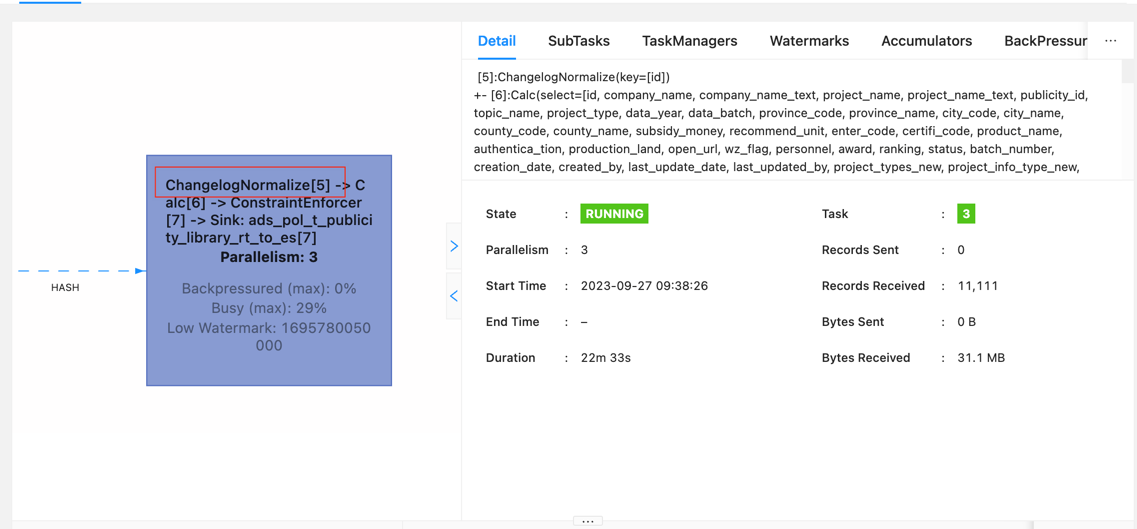 Detail SubTasks TaskManagers Watermarks Accumulators BackPressur ...
[5]:ChangelogNormalize(key=[id])
+- [6]:Calc(select=[id, company_name, company_name_text, project_name, project_name_text, publicity_id,
topic_name, project_type, data_year, data_batch, province_code, province_name, city_code, city_name,
county_code, county_name, subsidy_money, recommend_unit, enter_code, certifi_code, product_name,
authentica_tion, production_land, open_url, wz_flag, personnel, award, ranking, status, batch_number,
creation_date, created_by, last_update_date, last_updated_by, project_types_new, project_info_type_new,
ChangelogNormalize[5] -> C
alc[6] -> ConstraintEnforcer
[7] -> Sink: ads_pol_t_publici
ty_library_rt_to_es[7]
Parallelism: 3
Backpressured (max): 0%
Busy (max): 29%
Low Watermark: 1695780050
000
HASH
State : RUNNING Task : 3
Parallelism : 3 Records Sent : 0
Start Time : 2023-09-27 09:38:26 Records Received : 11,111
End Time : – Bytes Sent : 0 B
Duration : 22m 33s Bytes Received : 31.1 MB